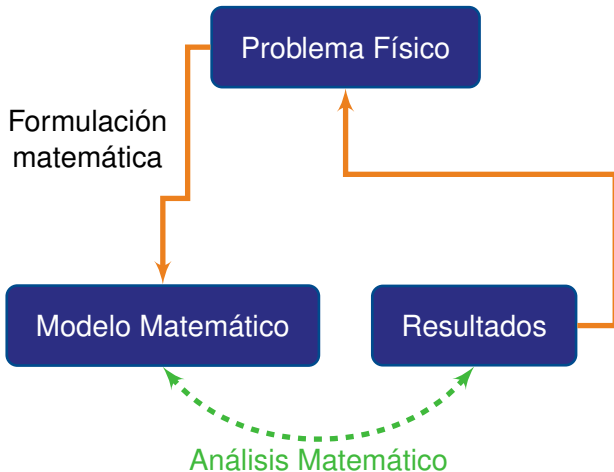 Problema Físico
Formulación
matemática
Modelo Matemático
Resultados
Análisis Matemático